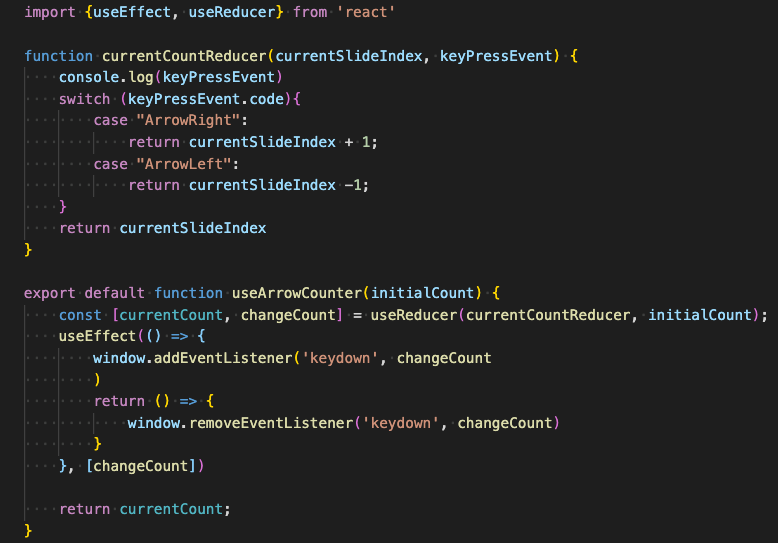 import {useEffect, useReducer} from 'react'

function currentCountReducer(currentSlideIndex, keyPressEvent) {
    console.log(keyPressEvent)
    switch (keyPressEvent.code){
        case "ArrowRight":
            return currentSlideIndex + 1;
        case "ArrowLeft":
            return currentSlideIndex -1;
    }
    return currentSlideIndex
}

export default function useArrowCounter(initialCount) {
    const [currentCount, changeCount] = useReducer(currentCountReducer, initialCount);
    useEffect(() => {
        window.addEventListener('keydown', changeCount
        )
        return () => {
            window.removeEventListener('keydown', changeCount)
        }
    }, [changeCount])

    return currentCount;
}